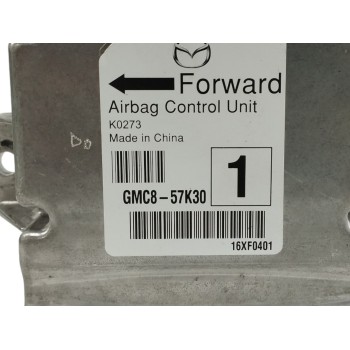 Forward
Airbag Control Unit
K0273
Made in China
GMC8-57K30
1
16XF0401